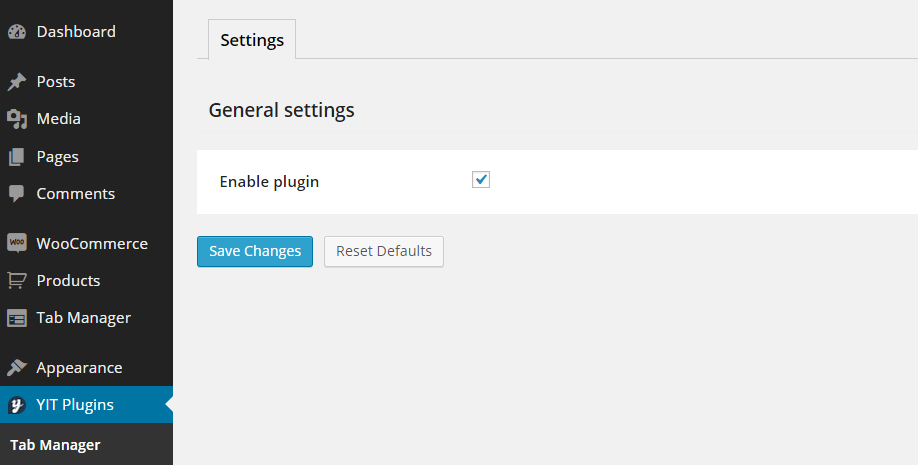 Dashboard
Posts
Media
Pages
Comments
WOO
WooCommerce
Products
Tab Manager
Appearance
YIT Plugins
Tab Manager
Settings
General settings
Enable plugin
Save Changes
Reset Defaults